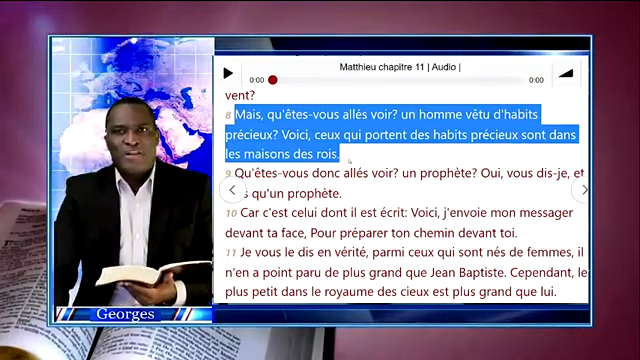 Matthieu chapitre 11 | Audio |
0:00
0:00
vent?
8 Mais, qu'êtes-vous allés voir? un homme vêtu d'habits
précieux? Voici, ceux qui portent des habits précieux sont dans
les maisons des rois.
9 Qu'êtes-vous donc allés voir? un prophète? Oui, vous dis-je, et
s qu'un prophète.
10 Car c'est celui dont il est écrit: Voici, j'envoie mon messager
devant ta face, Pour préparer ton chemin devant toi.
11 Je vous le dis en vérité, parmi ceux qui sont nés de femmes, il
n'en a point paru de plus grand que Jean Baptiste. Cependant, le
plus petit dans le royaume des cieux est plus grand que lui.
Georges